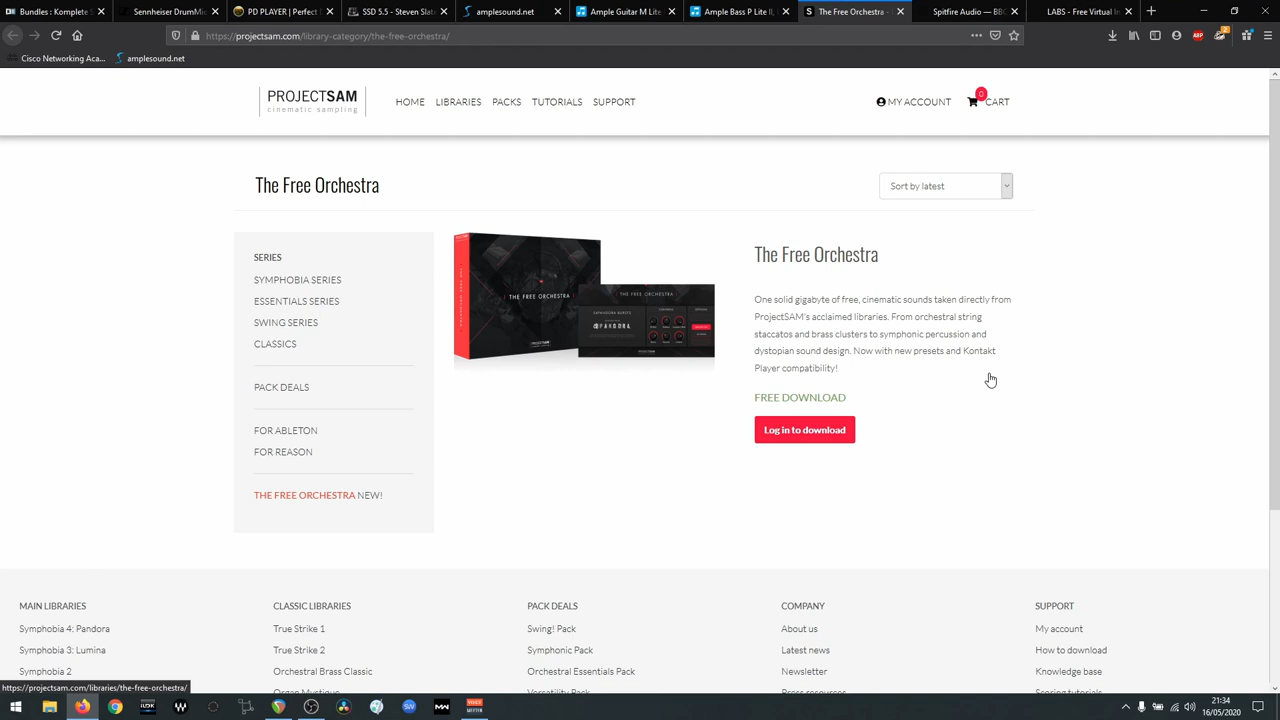 Bundles : Komplete S
Sennheiser DrumMic
PD PLAYER | Perfect D
SSD 5.5 - Steven Slat
amplesound.net
Ample Guitar M Lite
Ample Bass P Lite II,
The Free Orchestra -
Spitfire Audio — BBC
LABS - Free Virtual In
https://projectsam.com/library-category/the-free-orchestra/
ABP
2
Cisco Networking Aca...
amplesound.net
PROJECTSAM
cinematic sampling
HOME
LIBRARIES
PACKS
TUTORIALS
SUPPORT
MY ACCOUNT
0
CART
The Free Orchestra
Sort by latest
SERIES
SYMPHOBIA SERIES
ESSENTIALS SERIES
SWING SERIES
CLASSICS
PACK DEALS
FOR ABLETON
FOR REASON
THE FREE ORCHESTRA NEW!
THE FREE ORCHESTRA
THE FREE ORCHESTRA
PANDORA
The Free Orchestra
One solid gigabyte of free, cinematic sounds taken directly from
ProjectSAM's acclaimed libraries. From orchestral string
staccatos and brass clusters to symphonic percussion and
dystopian sound design. Now with new presets and Kontakt
Player compatibility!
FREE DOWNLOAD
Log in to download
MAIN LIBRARIES
Symphobia 4: Pandora
Symphobia 3: Lumina
Symphobia 2
CLASSIC LIBRARIES
True Strike 1
True Strike 2
Orchestral Brass Classic
Organ Mystique
PACK DEALS
Swing! Pack
Symphonic Pack
Orchestral Essentials Pack
Versatility Pack
COMPANY
About us
Latest news
Newsletter
Press resources
SUPPORT
My account
How to download
Knowledge base
Scoring tutorials
https://projectsam.com/libraries/the-free-orchestra/
21:34
16/05/2020